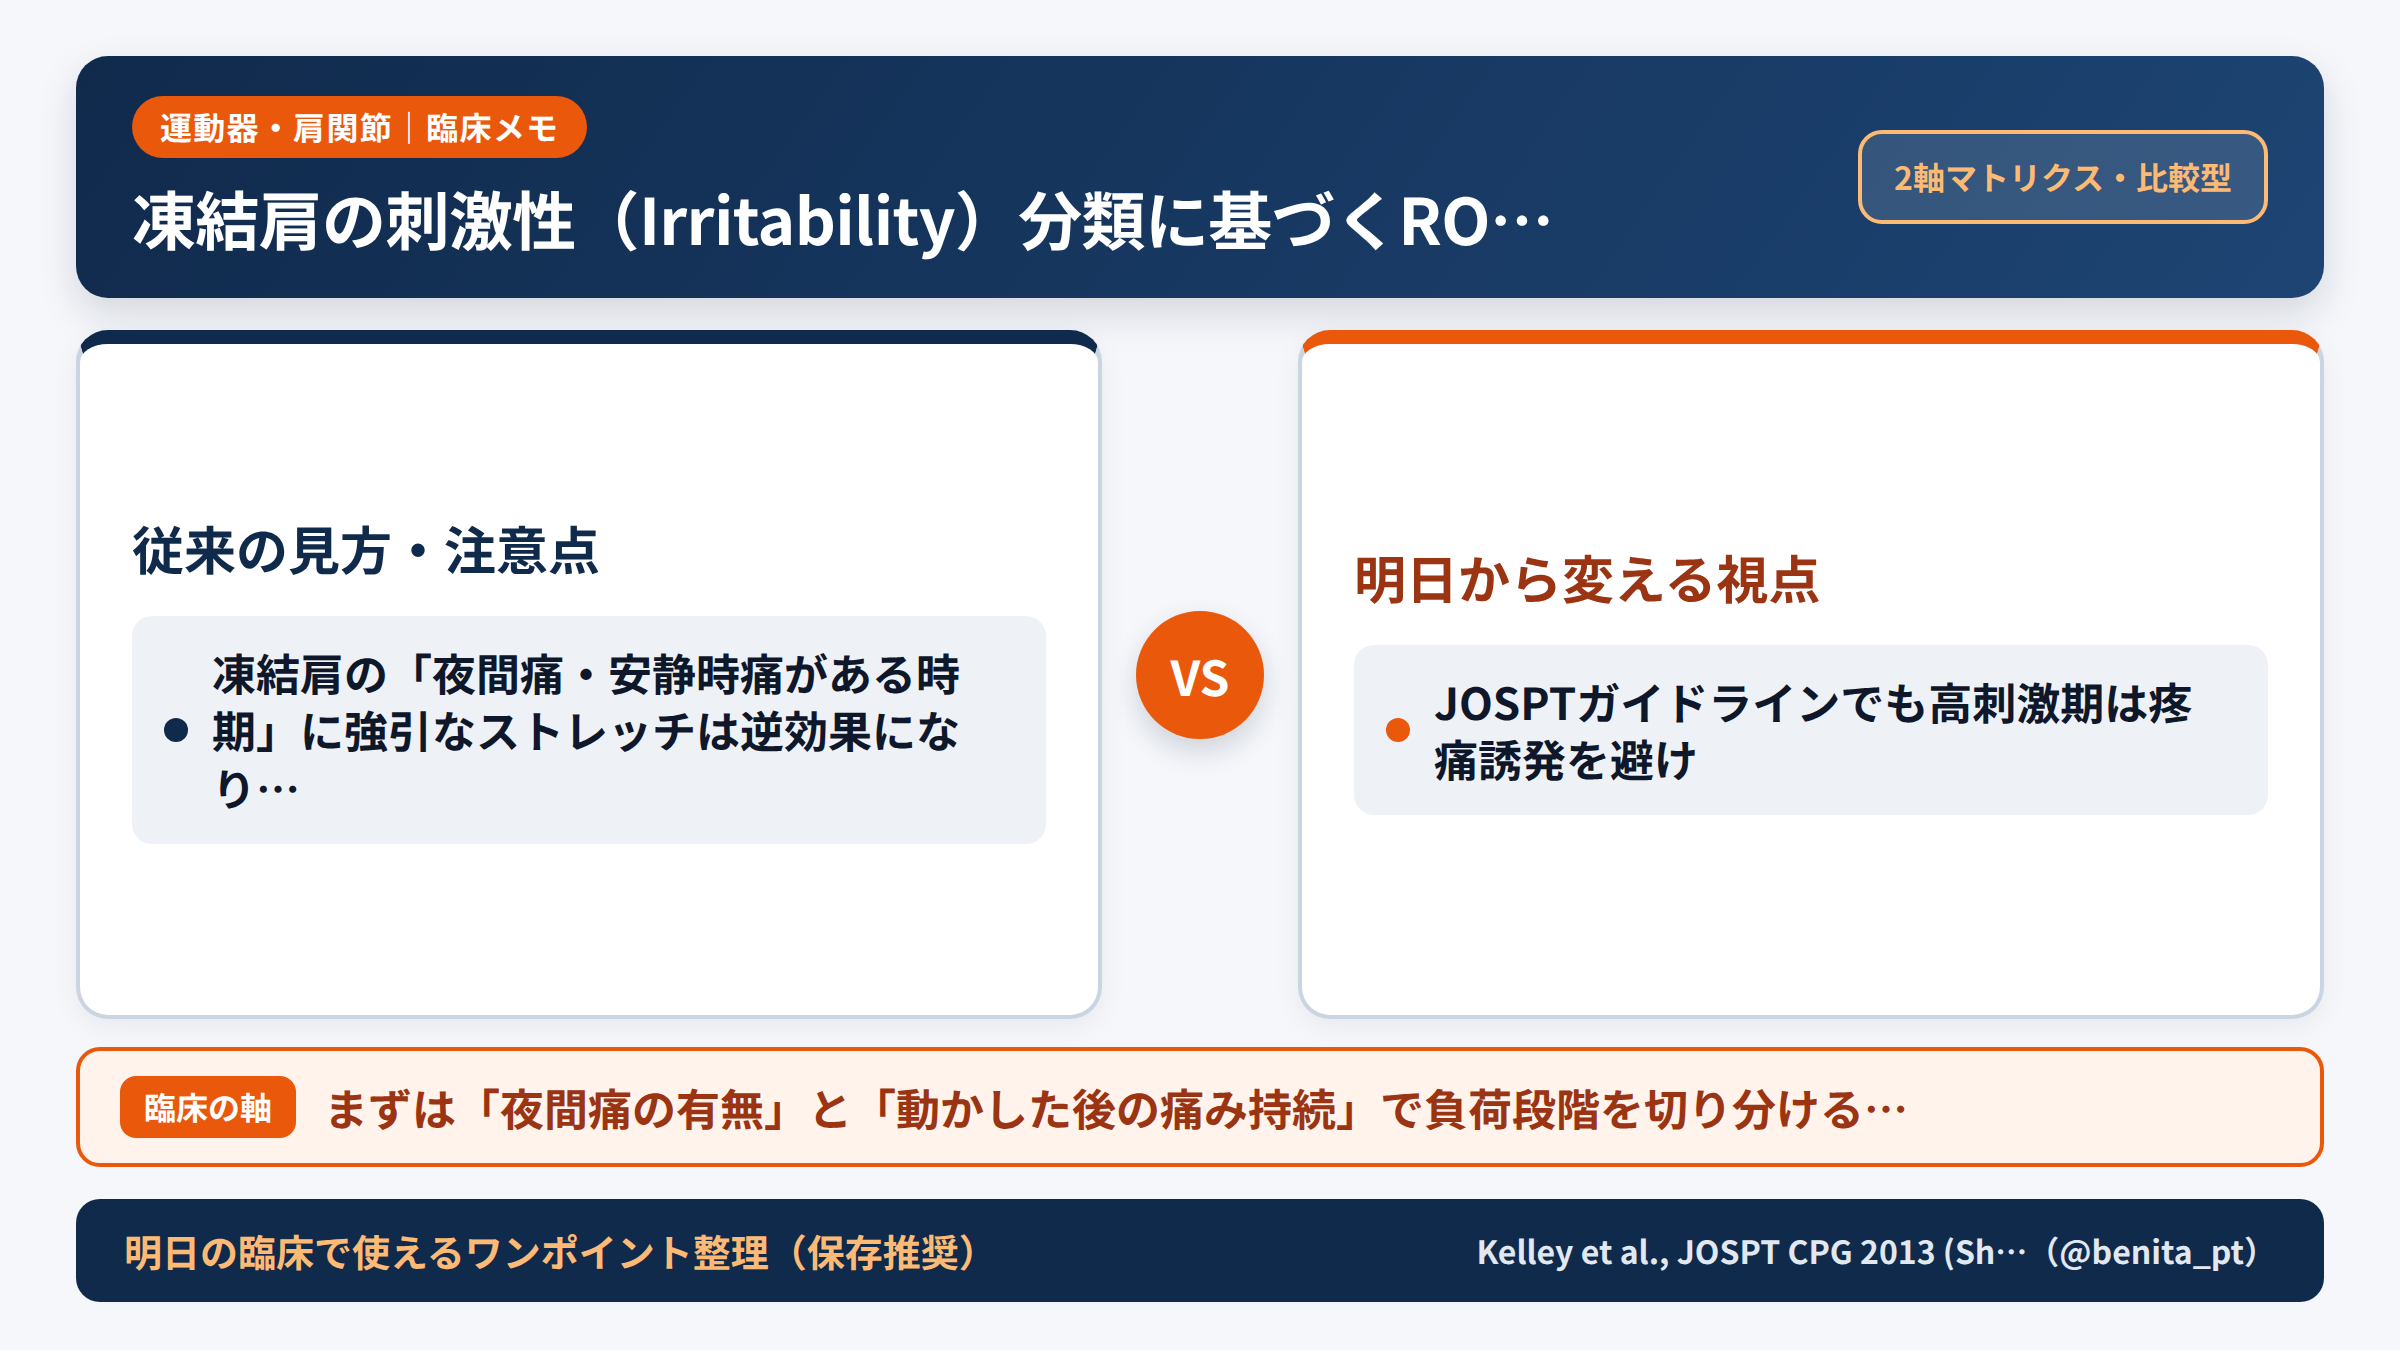 運動器・肩関節｜臨床メモ
凍結肩の刺激性（Irritability）分類に基づくRO…
2軸マトリクス・比較型
従来の見方・注意点
凍結肩の「夜間痛・安静時痛がある時
期」に強引なストレッチは逆効果にな
り…
VS
明日から変える視点
JOSPTガイドラインでも高刺激期は疼
痛誘発を避け
臨床の軸
まずは「夜間痛の有無」と「動かした後の痛み持続」で負荷段階を切り分ける…
明日の臨床で使えるワンポイント整理（保存推奨）
Kelley et al., JOSPT CPG 2013 (Sh…（@benita_pt）